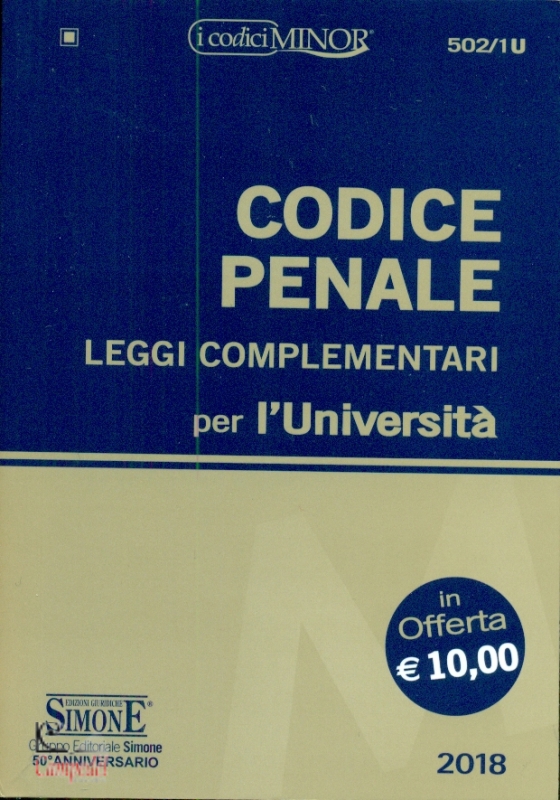 i codici MINOR®
502/1U
CODICE
PENALE
LEGGI COMPLEMENTARI
per l'Università
in
Offerta
€ 10,00
EDIZIONI GIURIDICHE
SIMONE®
Gruppo Editoriale Simone
50° ANNIVERSARIO
2018